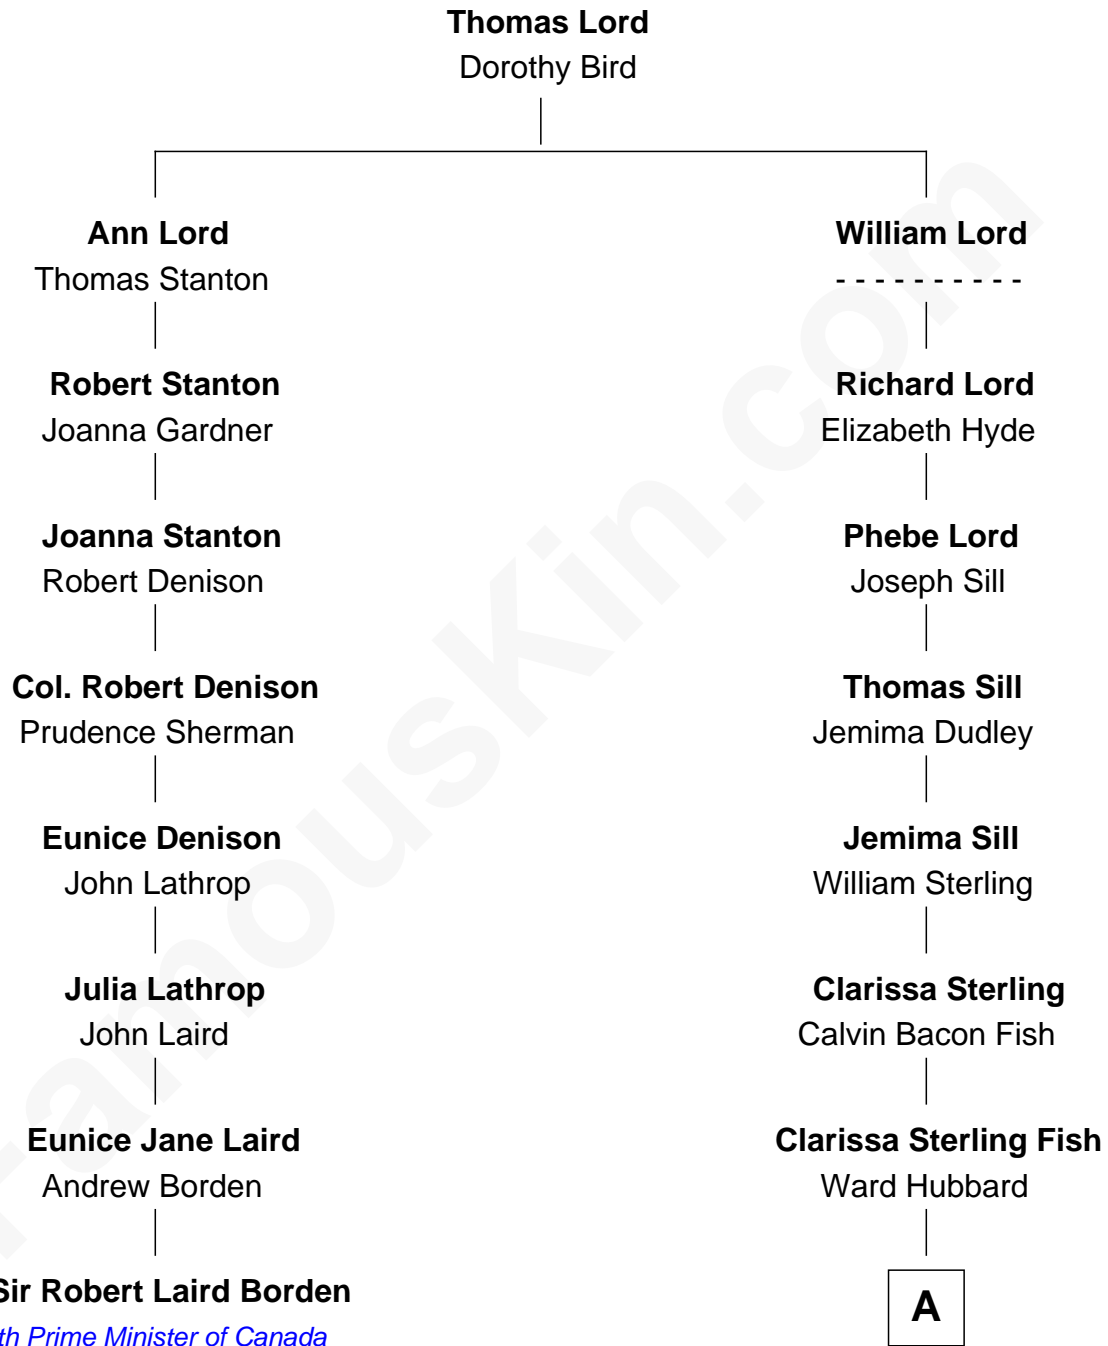 Thomas Lord
Dorothy Bird
Ann Lord
Thomas Stanton
William Lord
- - - - - - - - - -
Robert Stanton
Joanna Gardner
Richard Lord
Elizabeth Hyde
Joanna Stanton
Robert Denison
Phebe Lord
Joseph Sill
Col. Robert Denison
Prudence Sherman
Thomas Sill
Jemima Dudley
Eunice Denison
John Lathrop
Jemima Sill
William Sterling
Julia Lathrop
John Laird
Clarissa Sterling
Calvin Bacon Fish
Eunice Jane Laird
Andrew Borden
Clarissa Sterling Fish
Ward Hubbard
Sir Robert Laird Borden
th Prime Minister of Canada
A
FamousKin.com